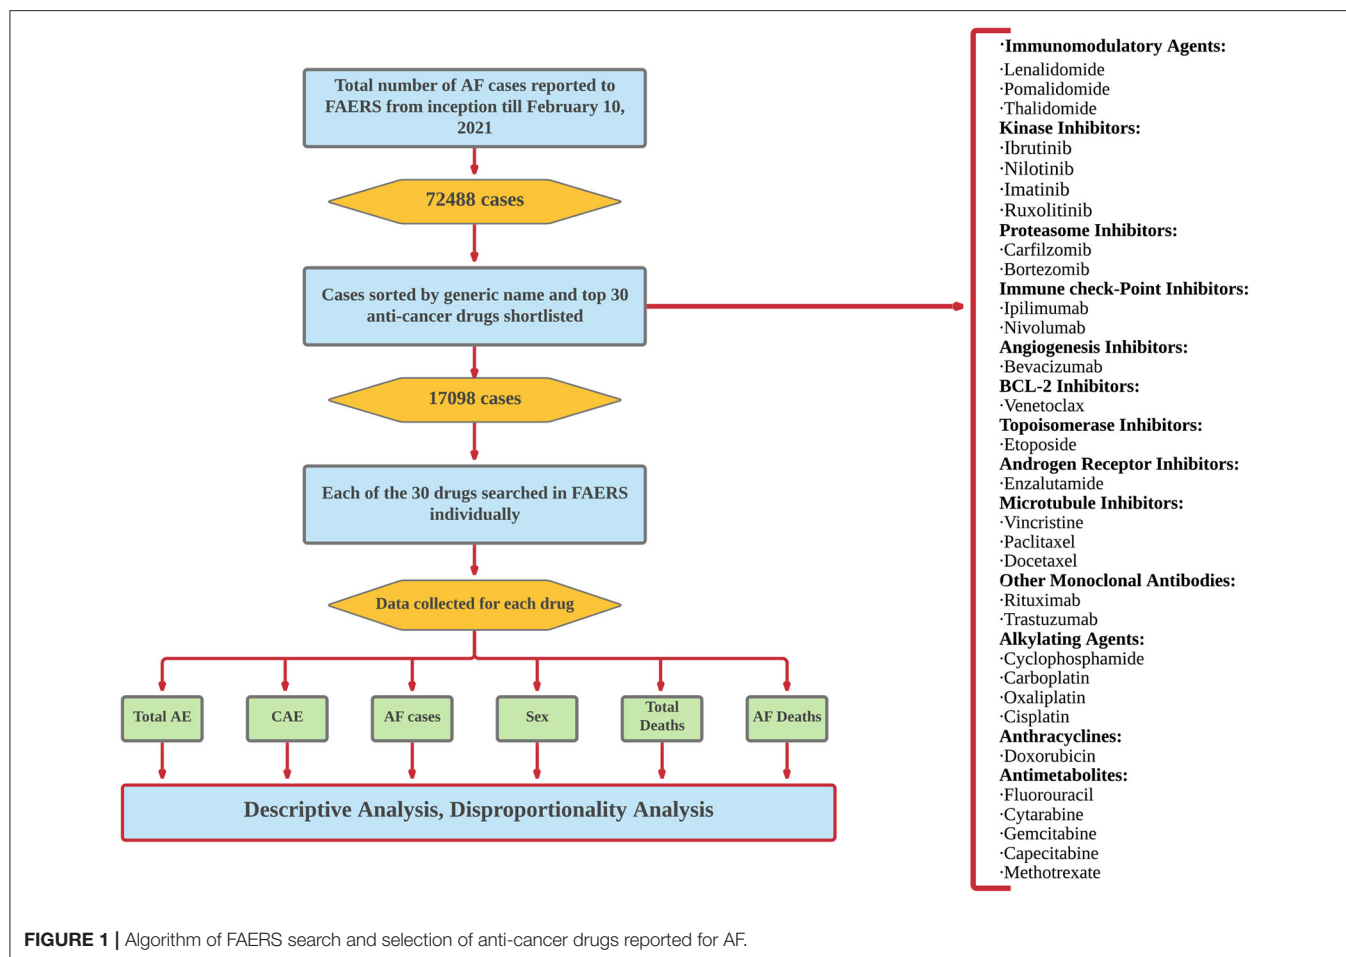 Total number of AF cases reported to
FAERS from inception till February 10,
2021
72488 cases
Cases sorted by generic name and top 30
anti-cancer drugs shortlisted
17098 cases
Each of the 30 drugs searched in FAERS
individually
Data collected for each drug
Total AE
CAE
AF cases
Sex
Total
Deaths
AF Deaths
Descriptive Analysis, Disproportionality Analysis
·Immunomodulatory Agents:
·Lenalidomide
·Pomalidomide
·Thalidomide
Kinase Inhibitors:
·Ibrutinib
·Nilotinib
·Imatinib
·Ruxolitinib
Proteasome Inhibitors:
·Carfilzomib
·Bortezomib
Immune check-Point Inhibitors:
·Ipilimumab
·Nivolumab
Angiogenesis Inhibitors:
·Bevacizumab
BCL-2 Inhibitors:
·Venetoclax
Topoisomerase Inhibitors:
·Etoposide
Androgen Receptor Inhibitors:
·Enzalutamide
Microtubule Inhibitors:
·Vincristine
·Paclitaxel
·Docetaxel
Other Monoclonal Antibodies:
·Rituximab
·Trastuzumab
Alkylating Agents:
·Cyclophosphamide
·Carboplatin
·Oxaliplatin
·Cisplatin
Anthracyclines:
·Doxorubicin
Antimetabolites:
·Fluorouracil
·Cytarabine
·Gemcitabine
·Capecitabine
·Methotrexate
FIGURE 1 | Algorithm of FAERS search and selection of anti-cancer drugs reported for AF.